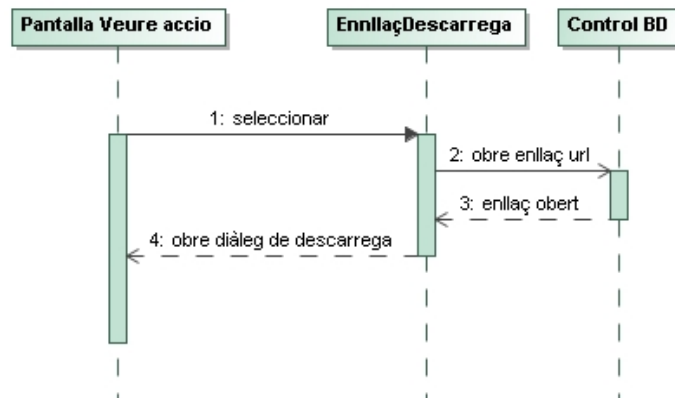 Pantalla Veure accio
EnnllaçDescarrega
Control BD
1: seleccionar
2: obre enllaç url
3: enllaç obert
4: obre diàleg de descarrega